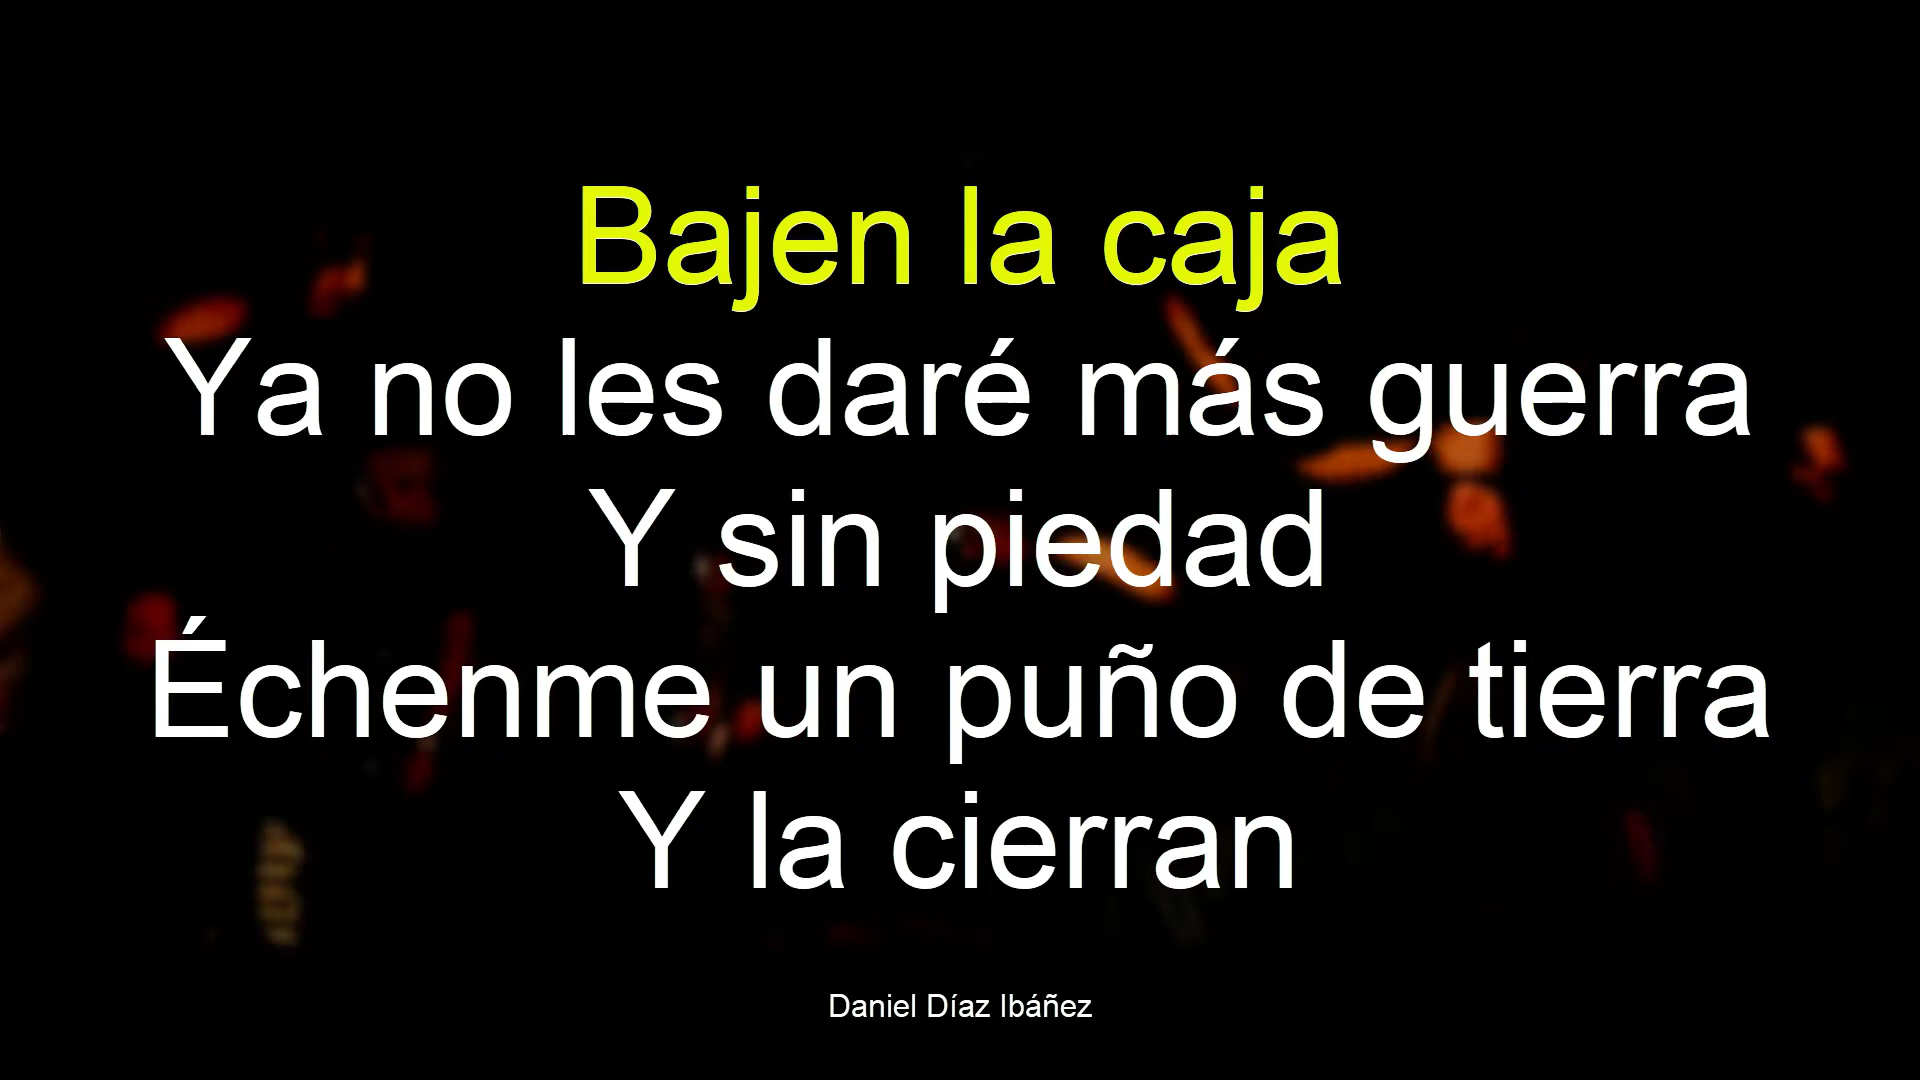 Bajen la caja
Ya no les daré más guerra
Y sin piedad
Échenme un puño de tierra
Y la cierran
Daniel Díaz Ibáñez